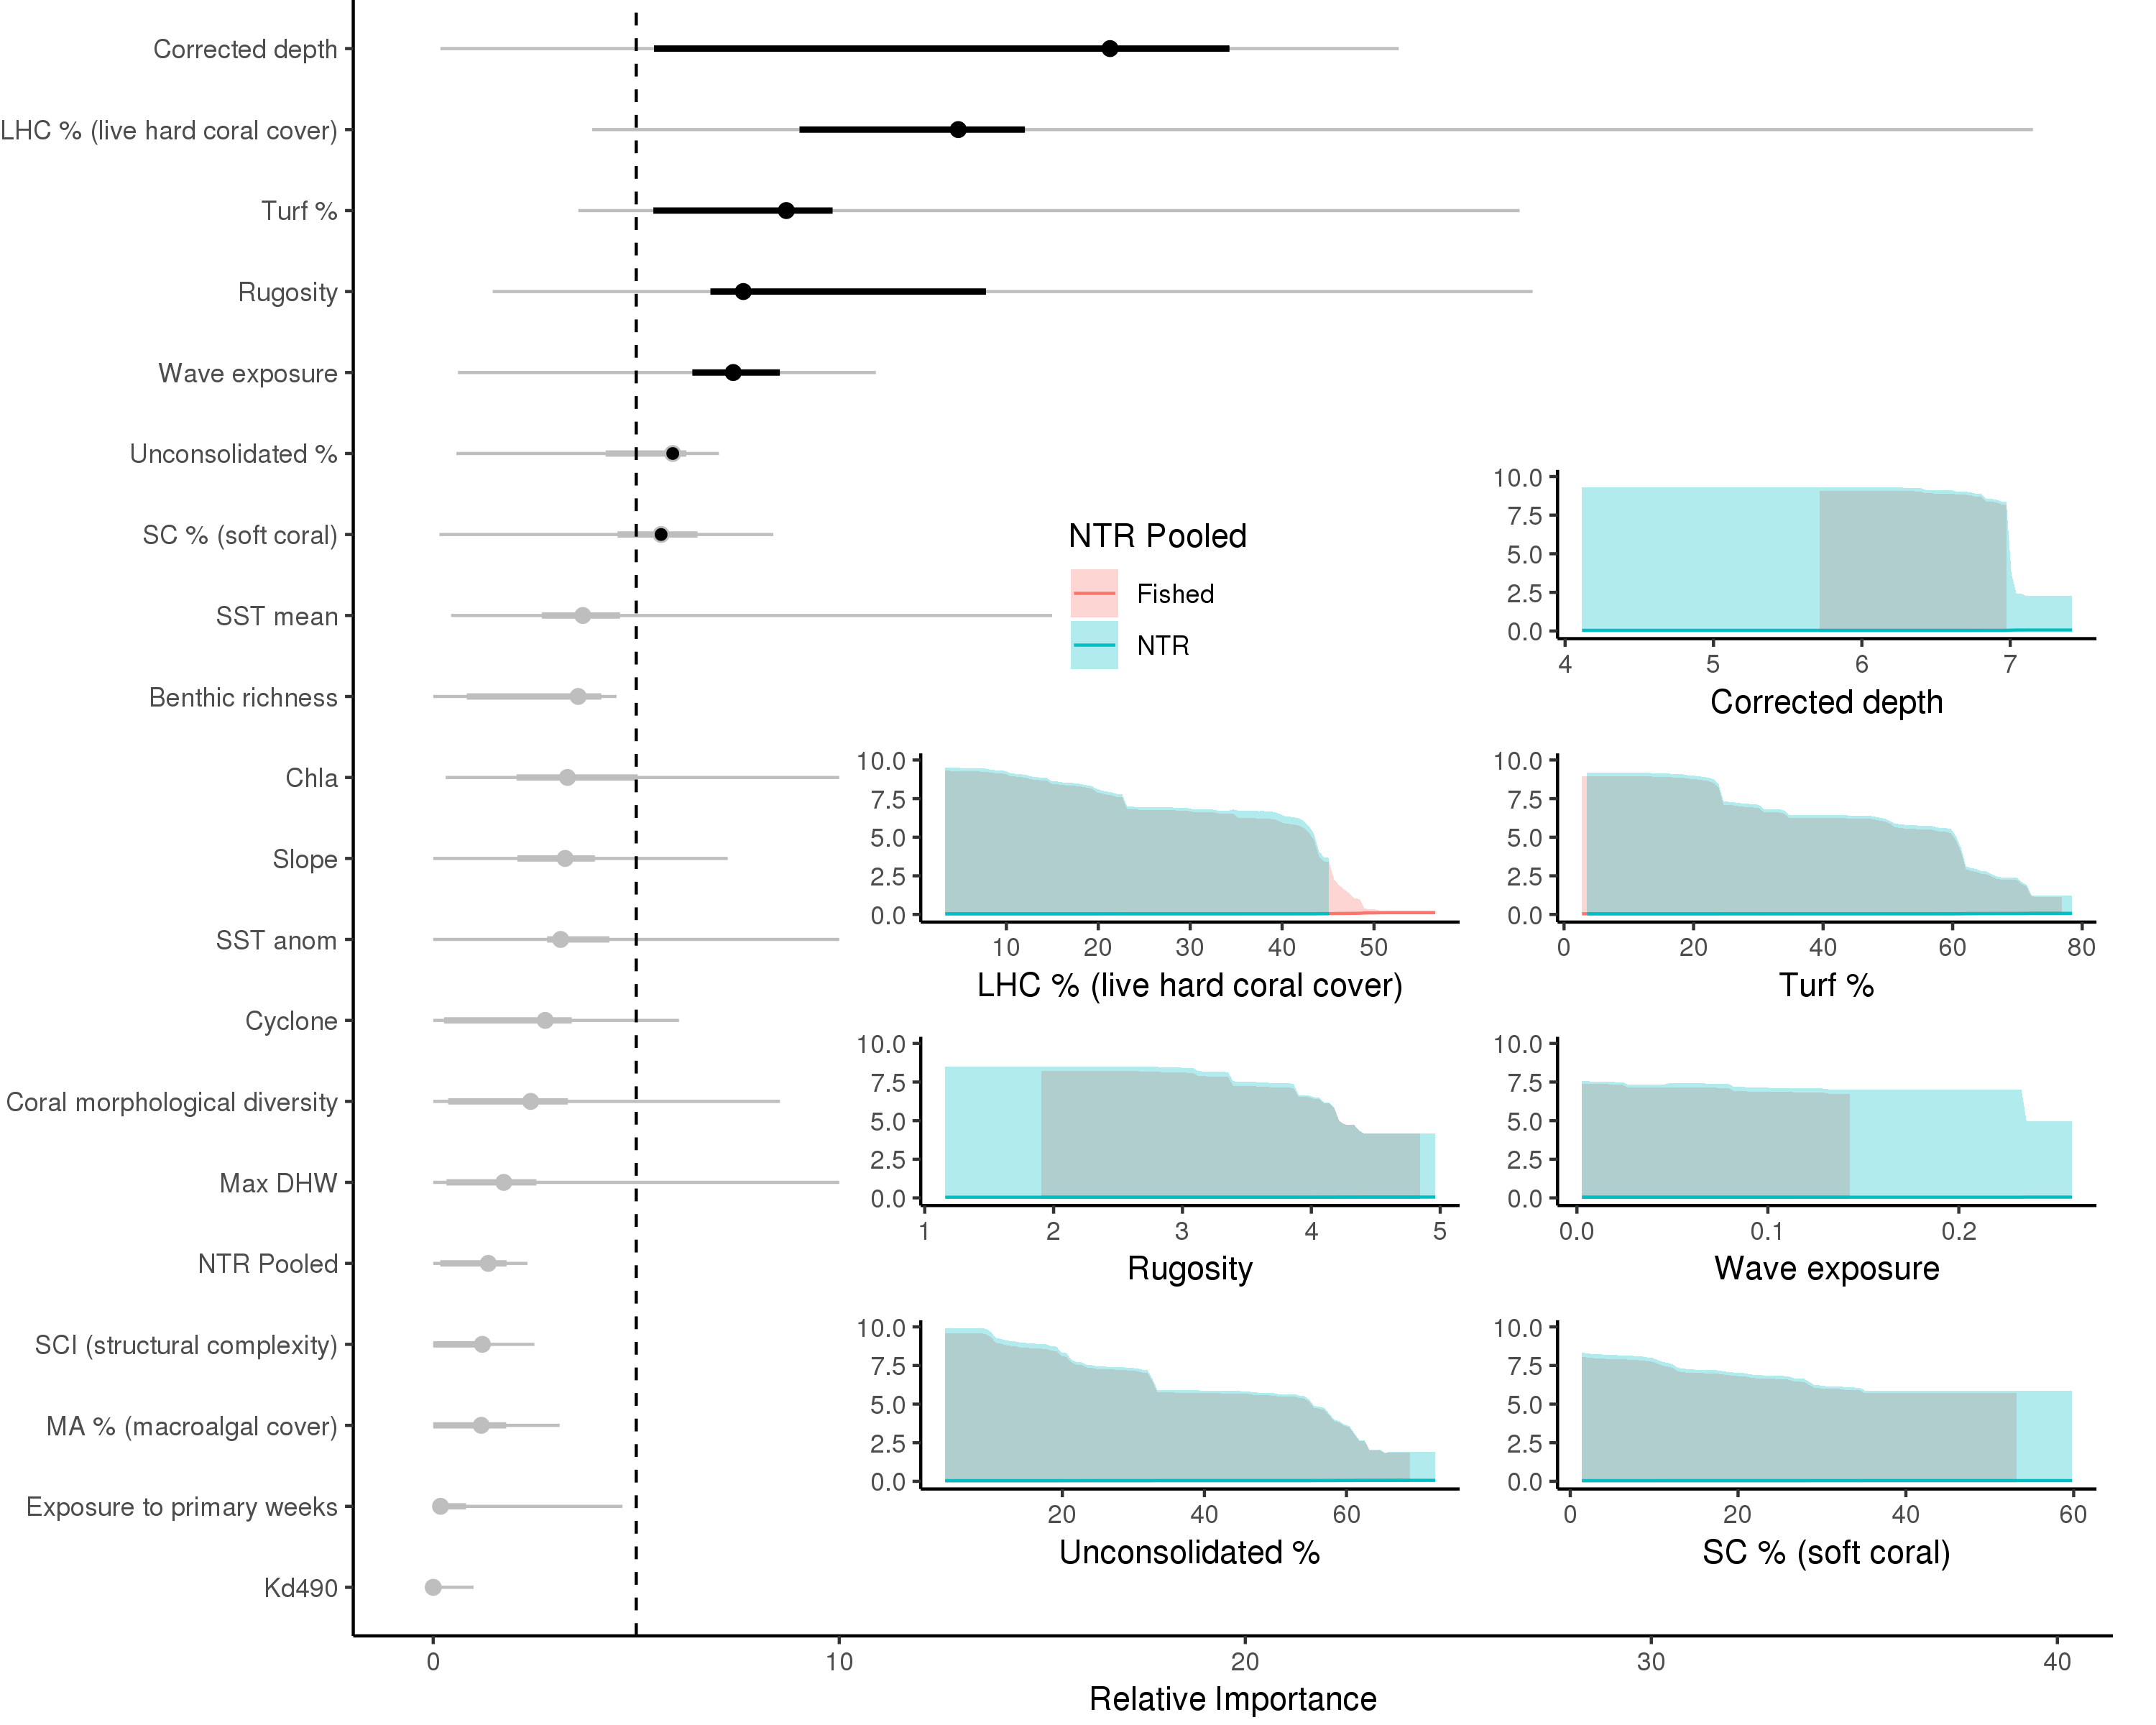 Corrected depth
LHC % (live hard coral cover)
Turf %
Rugosity
Wave exposure
Unconsolidated %
SC % (soft coral)
SST mean
Benthic richness
Chla
Slope
SST anom
Cyclone
Coral morphological diversity
Max DHW
NTR Pooled
SCI (structural complexity)
MA % (macroalgal cover)
Exposure to primary weeks
Kd490
0 10 20 30 40
Relative Importance
NTR Pooled
Fished
NTR
10.0
7.5
5.0
2.5
0.0
4 5 6 7
Corrected depth
10.0
7.5
5.0
2.5
0.0
10 20 30 40 50
LHC % (live hard coral cover)
10.0
7.5
5.0
2.5
0.0
0 20 40 60 80
Turf %
10.0
7.5
5.0
2.5
0.0
1 2 3 4 5
Rugosity
10.0
7.5
5.0
2.5
0.0
0.0 0.1 0.2
Wave exposure
10.0
7.5
5.0
2.5
0.0
20 40 60
Unconsolidated %
10.0
7.5
5.0
2.5
0.0
0 20 40 60
SC % (soft coral)